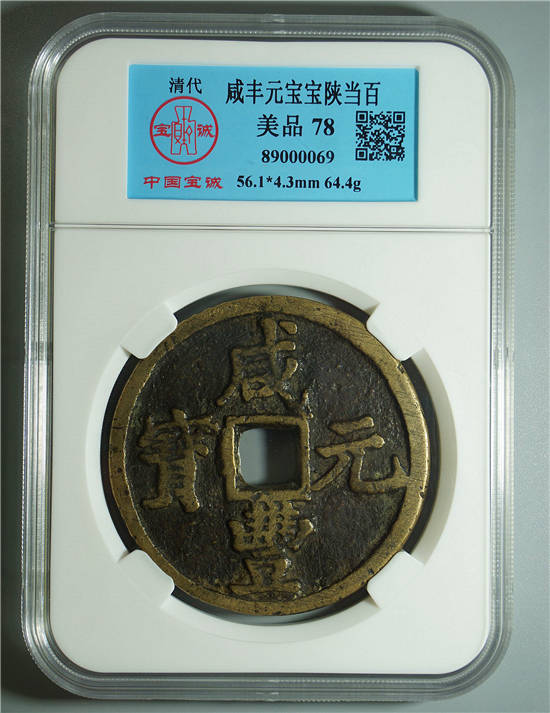 清代
咸丰元宝宝陕当百
宝 诚
美品 78
89000069
中国宝诚
56.1*4.3mm 64.4g
咸
寶 元
豐